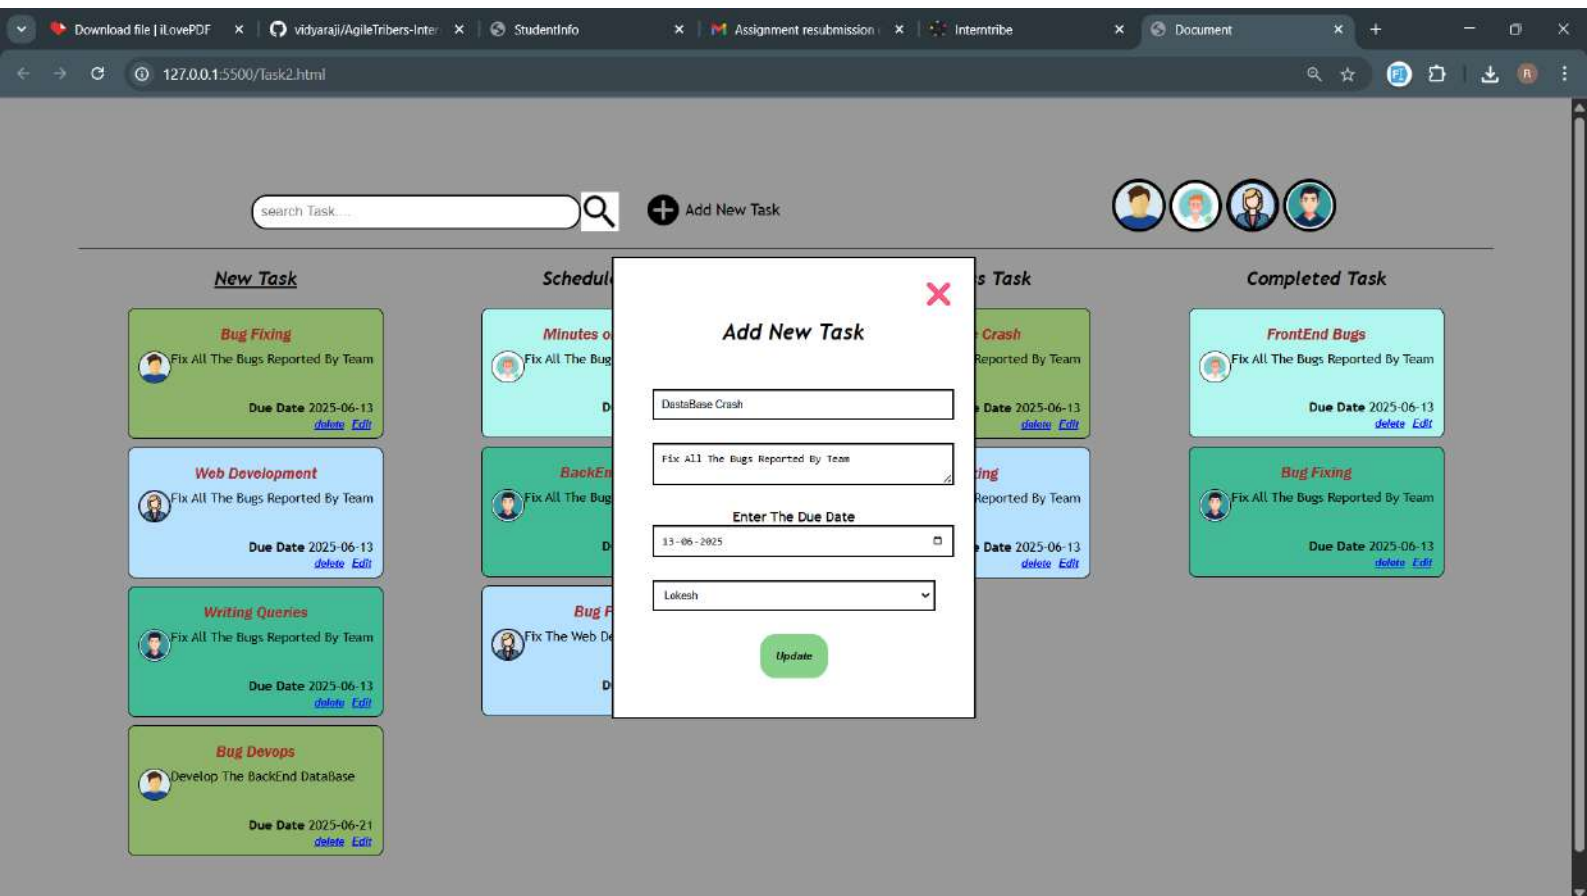 Download file | iLovePDF
vidyaraji/AgileTribers-Inter
StudentInfo
Assignment resubmission
Interntribe
Document
127.0.0.1:5500/Task2.html
FI
R
search Task....
Add New Task
New Task
Bug Fixing
Fix All The Bugs Reported By Team
Due Date 2025-06-13
delete Edit
Web Development
Fix All The Bugs Reported By Team
Due Date 2025-06-13
delete Edit
Writing Queries
Fix All The Bugs Reported By Team
Due Date 2025-06-13
delete Edit
Bug Devops
Develop The BackEnd DataBase
Due Date 2025-06-21
delete Edit
Schedul
Minutes o
Fix All The Bug
D
BackEn
Fix All The Bug
D
Bug F
Fix The Web De
D
Add New Task
DastaBase Crash
Fix All The Bugs Reported By Team
Enter The Due Date
13-06-2025
Lokesh
Update
s Task
Crash
Reported By Team
Date 2025-06-13
delete Edit
ing
Reported By Team
Date 2025-06-13
delete Edit
Completed Task
FrontEnd Bugs
Fix All The Bugs Reported By Team
Due Date 2025-06-13
delete Edit
Bug Fixing
Fix All The Bugs Reported By Team
Due Date 2025-06-13
delete Edit